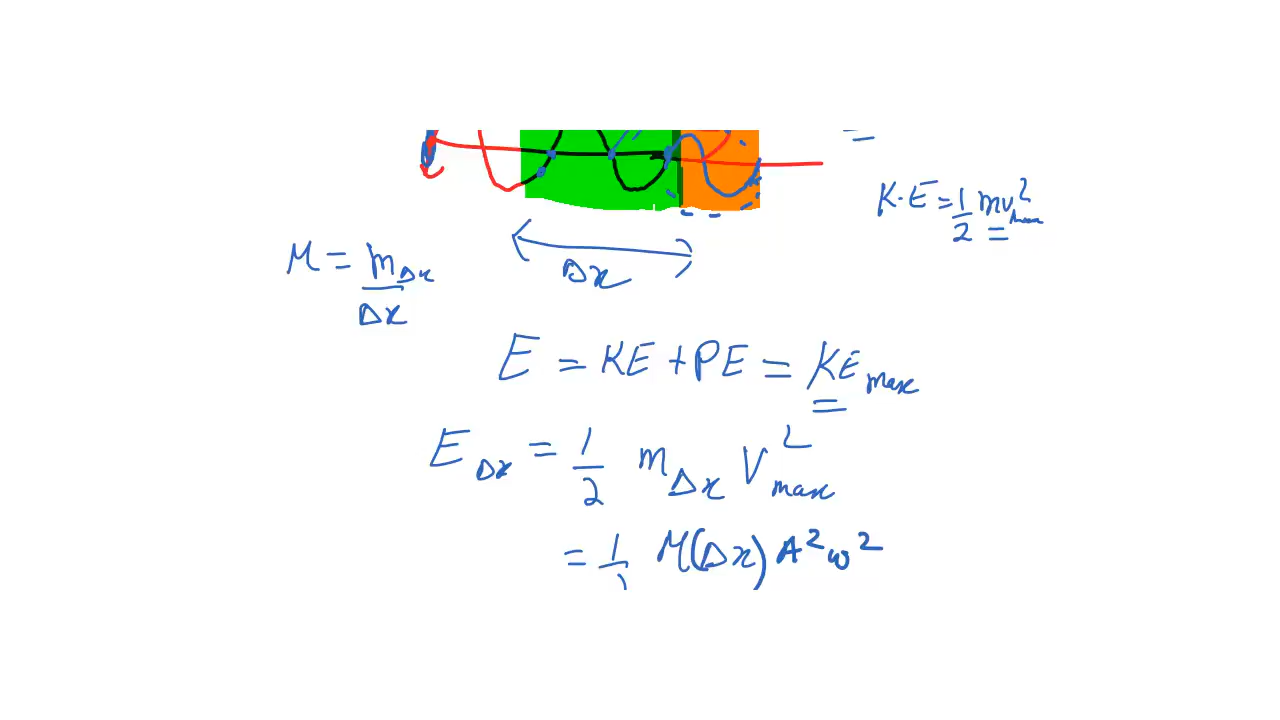 K.E = 1/2 mv²max
M = mΔx/Δx
Δx
E = KE + PE = KEmax
EΔx = 1/2 mΔx V²max
= 1/2 M(Δx) A²ω²